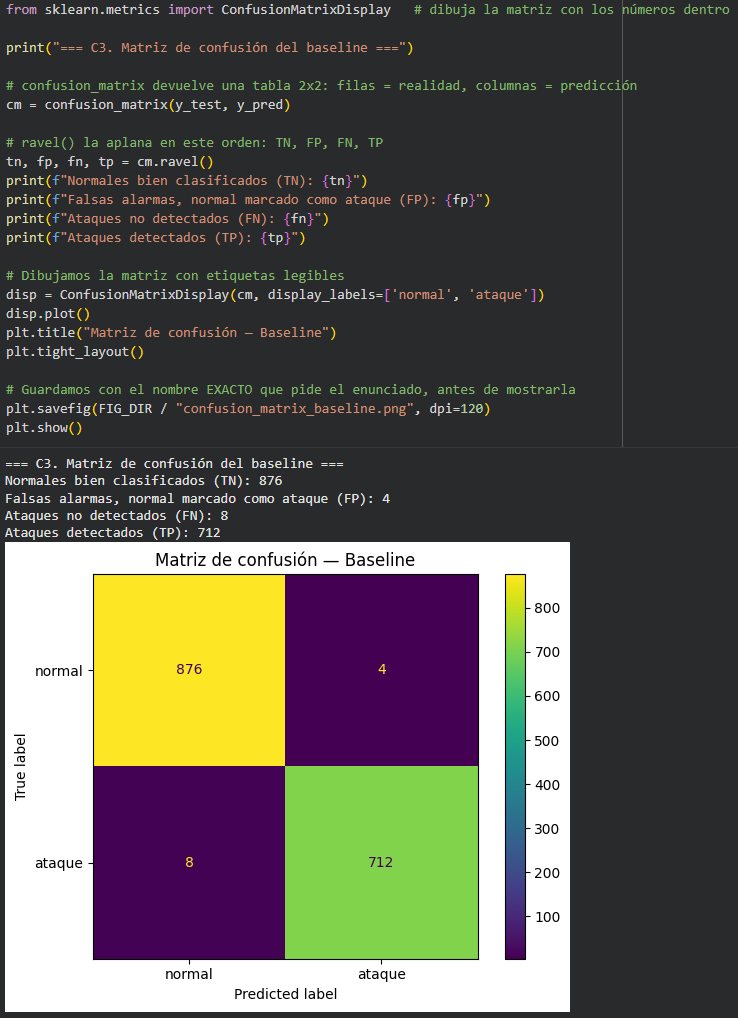 from sklearn.metrics import ConfusionMatrixDisplay   # dibuja la matriz con los números dentro
print("=== C3. Matriz de confusión del baseline ===")
# confusion_matrix devuelve una tabla 2x2: filas = realidad, columnas = predicción
cm = confusion_matrix(y_test, y_pred)
# ravel() la aplana en este orden: TN, FP, FN, TP
tn, fp, fn, tp = cm.ravel()
print(f"Normales bien clasificados (TN): {tn}")
print(f"Falsas alarmas, normal marcado como ataque (FP): {fp}")
print(f"Ataques no detectados (FN): {fn}")
print(f"Ataques detectados (TP): {tp}")
# Dibujamos la matriz con etiquetas legibles
disp = ConfusionMatrixDisplay(cm, display_labels=['normal', 'ataque'])
disp.plot()
plt.title("Matriz de confusión — Baseline")
plt.tight_layout()
# Guardamos con el nombre EXACTO que pide el enunciado, antes de mostrarla
plt.savefig(FIG_DIR / "confusion_matrix_baseline.png", dpi=120)
plt.show()
=== C3. Matriz de confusión del baseline ===
Normales bien clasificados (TN): 876
Falsas alarmas, normal marcado como ataque (FP): 4
Ataques no detectados (FN): 8
Ataques detectados (TP): 712
Matriz de confusión — Baseline
True label
normal
ataque
876
4
8
712
normal
ataque
Predicted label
800
700
600
500
400
300
200
100